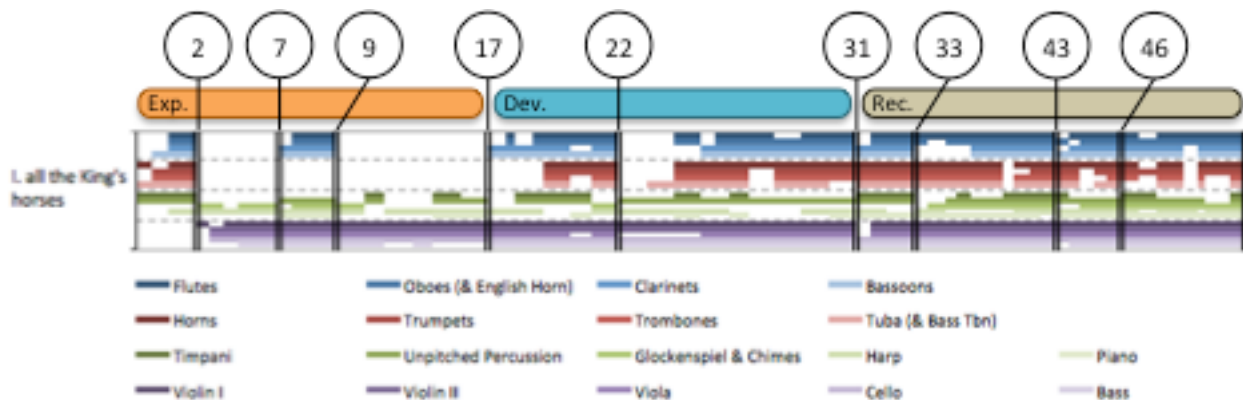 2 7 9 17 22 31 33 43 46
Exp. Dev. Rec.
I. all the King's
horses
Flutes Oboes (& English Horn) Clarinets Bassoons
Horns Trumpets Trombones Tuba (& Bass Tbn)
Timpani Unpitched Percussion Glockenspiel & Chimes Harp Piano
Violin I Violin II Viola Cello Bass